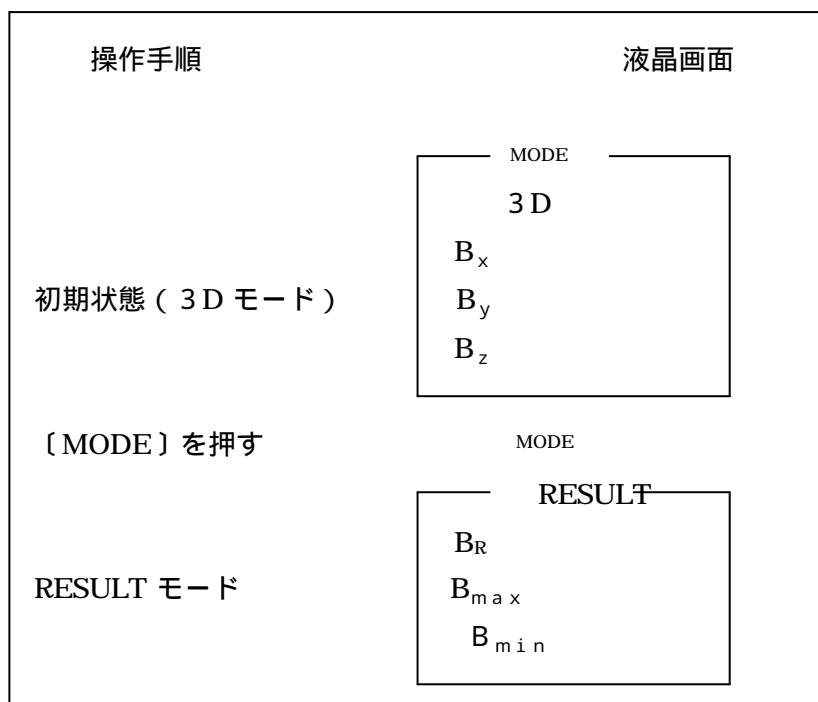 操作手順 液晶画面
MODE
３D
Bｘ
初期状態（３D モード） Bｙ
Bｚ
〔MODE〕を押す MODE
RESULT
BR
RESULT モード Bｍａｘ
Ｂｍｉｎ